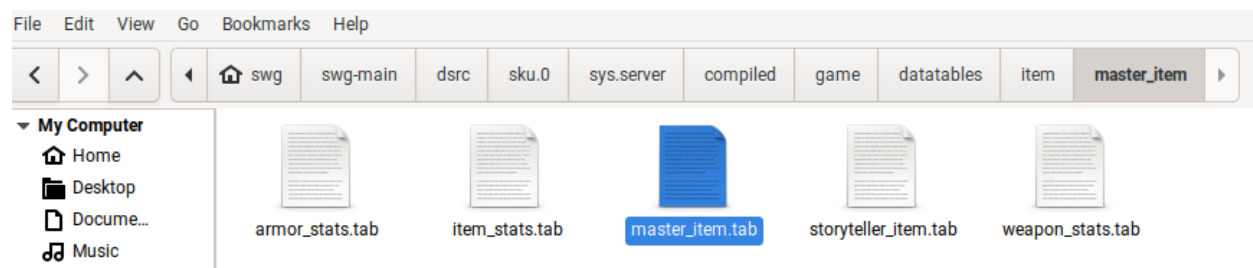 File Edit View Go Bookmarks Help
swg swg-main dsrc sku.0 sys.server compiled game datatables item master_item
My Computer
Home
Desktop
Docume...
Music
armor_stats.tab item_stats.tab master_item.tab storyteller_item.tab weapon_stats.tab